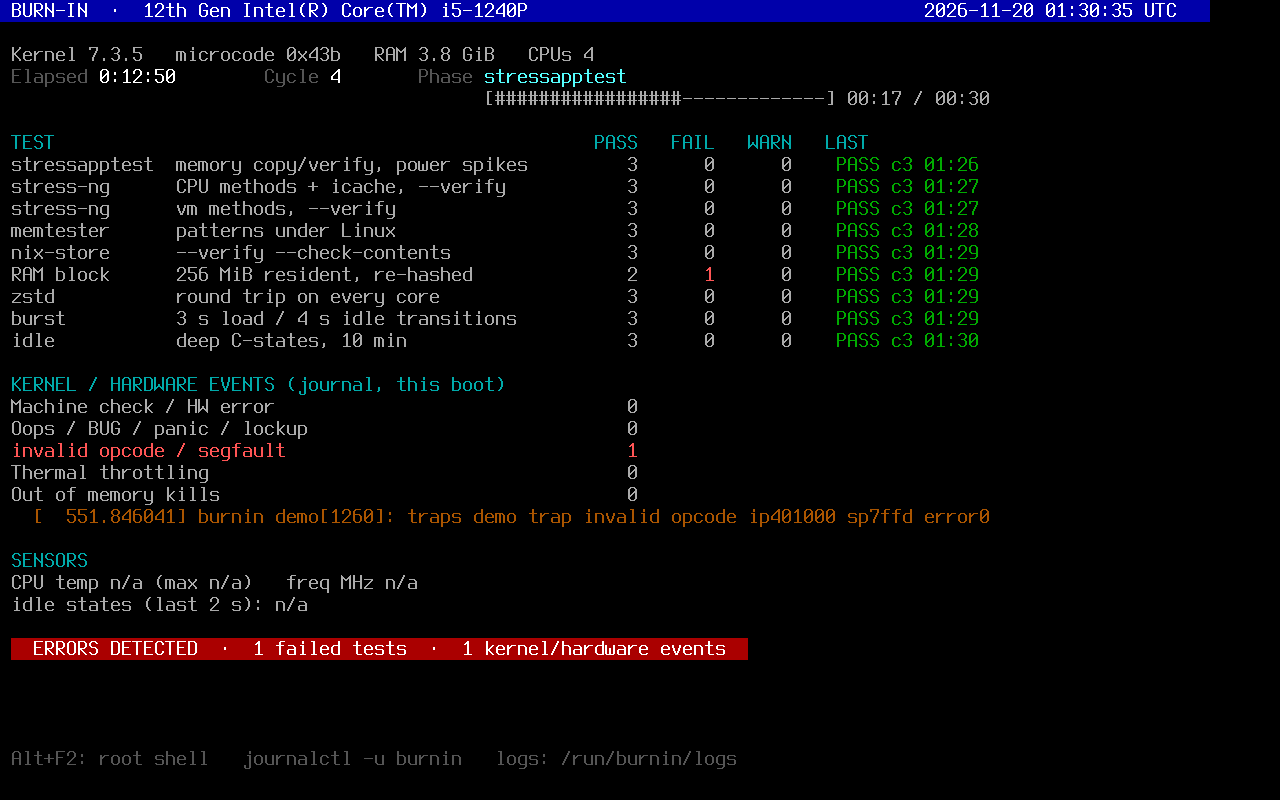 BURN-IN · 12th Gen Intel(R) Core(TM) i5-1240P 2026-11-20 01:30:35 UTC
Kernel 7.3.5 microcode 0x43b RAM 3.8 GiB CPUs 4
Elapsed 0:12:50 Cycle 4 Phase stressapptest
[#################-------------] 00:17 / 00:30
TEST PASS FAIL WARN LAST
stressapptest memory copy/verify, power spikes 3 0 0 PASS c3 01:26
stress-ng CPU methods + icache, --verify 3 0 0 PASS c3 01:27
stress-ng vm methods, --verify 3 0 0 PASS c3 01:27
memtester patterns under Linux 3 0 0 PASS c3 01:28
nix-store --verify --check-contents 3 0 0 PASS c3 01:29
RAM block 256 MiB resident, re-hashed 2 1 0 PASS c3 01:29
zstd round trip on every core 3 0 0 PASS c3 01:29
burst 3 s load / 4 s idle transitions 3 0 0 PASS c3 01:29
idle deep C-states, 10 min 3 0 0 PASS c3 01:30
KERNEL / HARDWARE EVENTS (journal, this boot)
Machine check / HW error 0
Oops / BUG / panic / lockup 0
invalid opcode / segfault 1
Thermal throttling 0
Out of memory kills 0
[ 551.846041] burnin demo[1260]: traps demo trap invalid opcode ip401000 sp7ffd error0
SENSORS
CPU temp n/a (max n/a) freq MHz n/a
idle states (last 2 s): n/a
ERRORS DETECTED · 1 failed tests · 1 kernel/hardware events
Alt+F2: root shell journalctl -u burnin logs: /run/burnin/logs